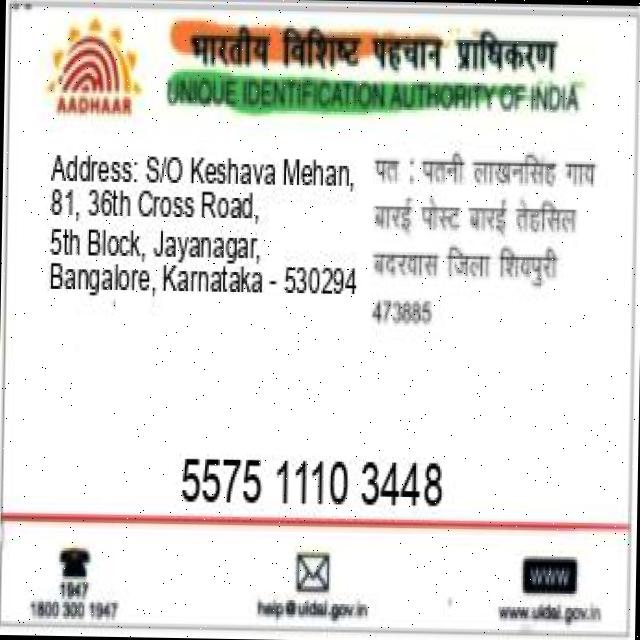 भारतीय विशिष्ट पहचान प्राधिकरण
UNIQUE IDENTIFICATION AUTHORITY OF INDIA
AADHAAR
Address: S/O Keshava Mehan,
81, 36th Cross Road,
5th Block, Jayanagar,
Bangalore, Karnataka - 530294
पत : पतनी लाखनसिंह गाय
बारई पोस्ट बारई तेहसिल
बदरवास जिला शिवपुरी
473885
5575 1110 3448
1947
1800 300 1947
help@uidai.gov.in
WWW
www.uidai.gov.in